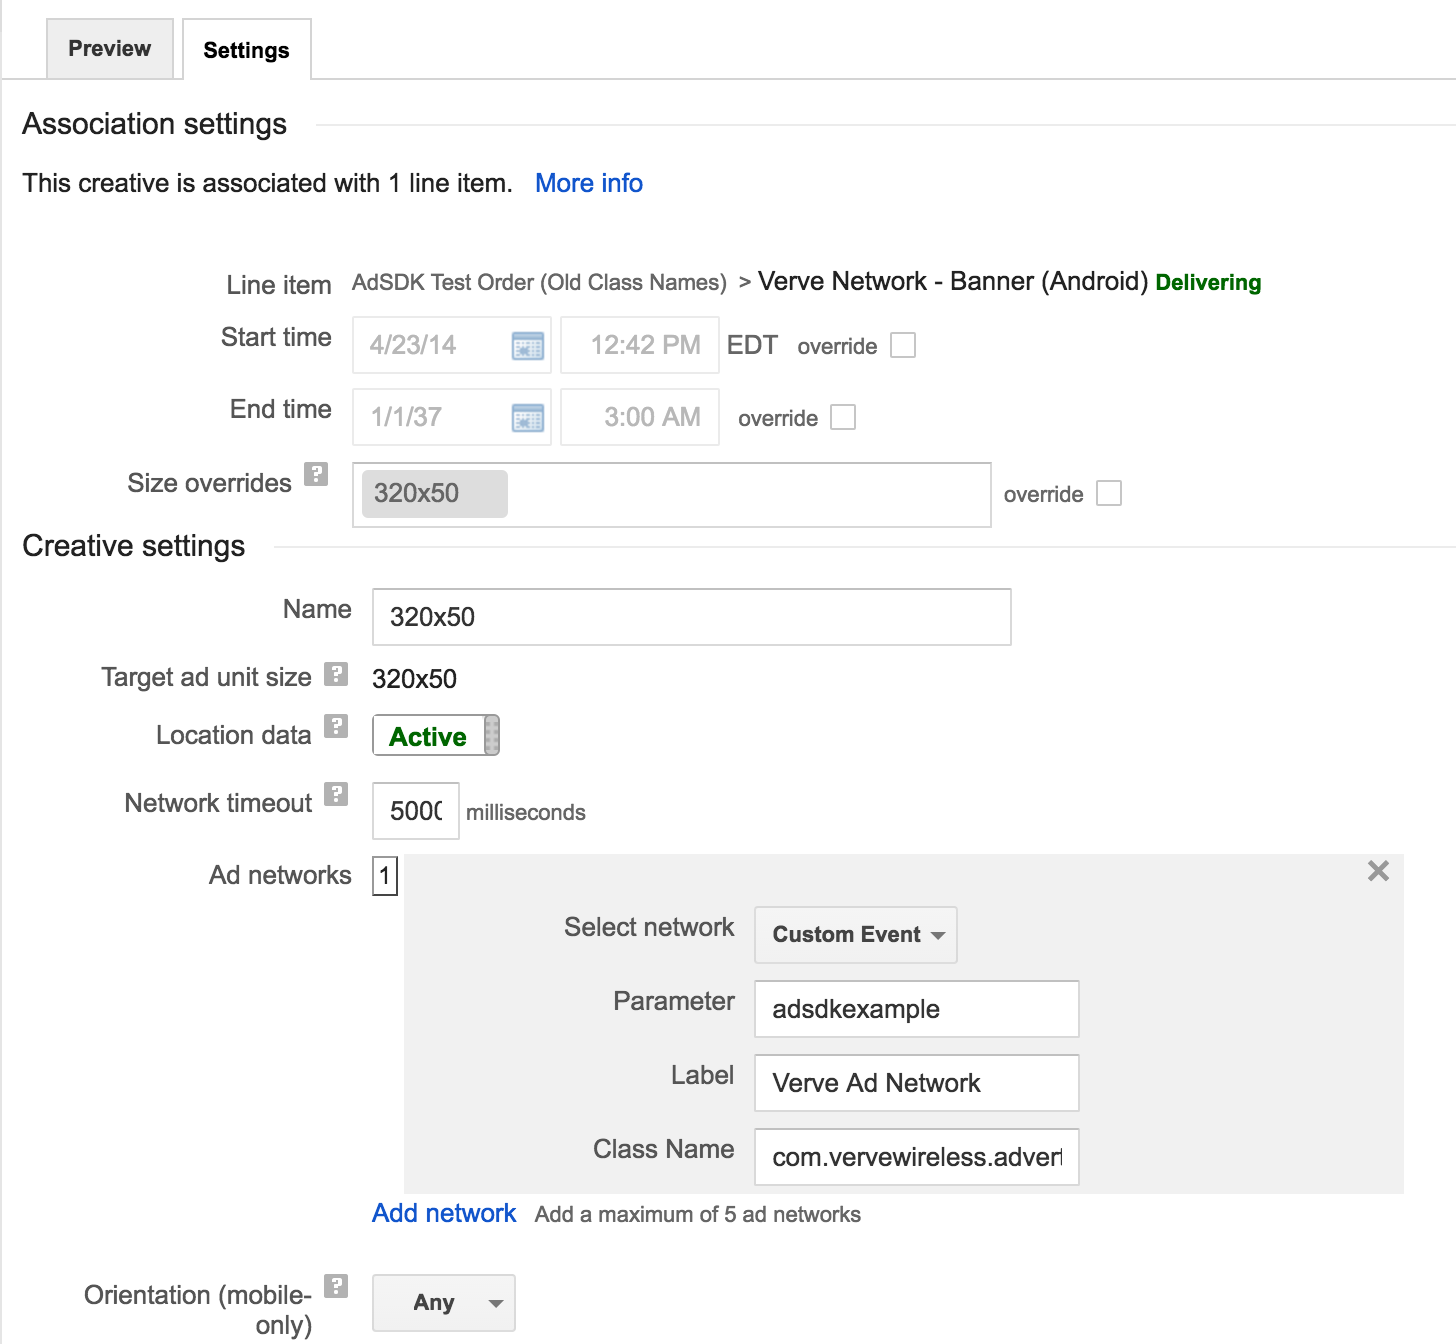 Preview Settings
Association settings
This creative is associated with 1 line item. More info
Line item AdSDK Test Order (Old Class Names) > Verve Network - Banner (Android) Delivering
Start time 4/23/14 12:42 PM EDT override
End time 1/1/37 3:00 AM override
Size overrides ? 320x50 override
Creative settings
Name 320x50
Target ad unit size ? 320x50
Location data ? Active
Network timeout ? 5000 milliseconds
Ad networks 1
Select network Custom Event
Parameter adsdkexample
Label Verve Ad Network
Class Name com.vervewireless.advert
Add network Add a maximum of 5 ad networks
Orientation (mobile- ? Any
only)